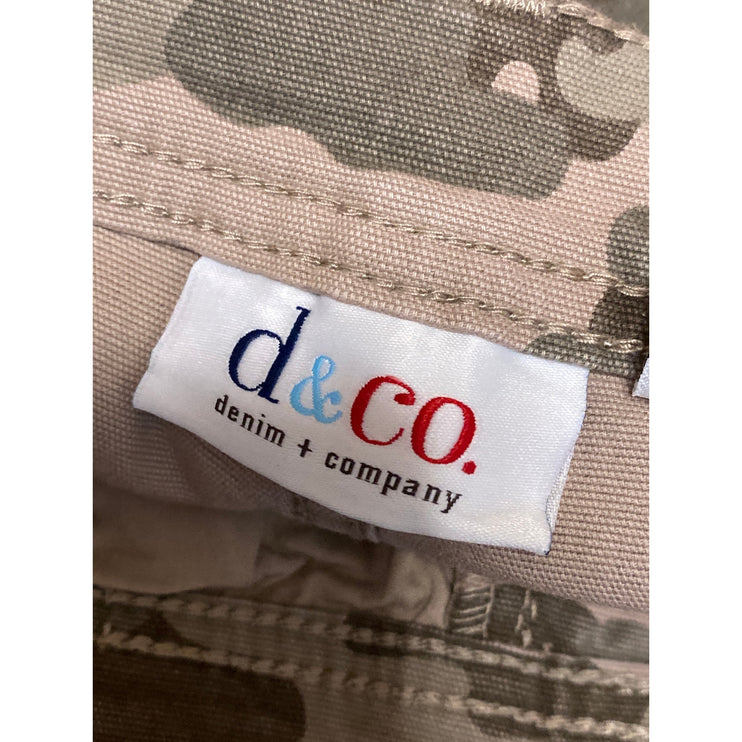 d&co.
denim + company